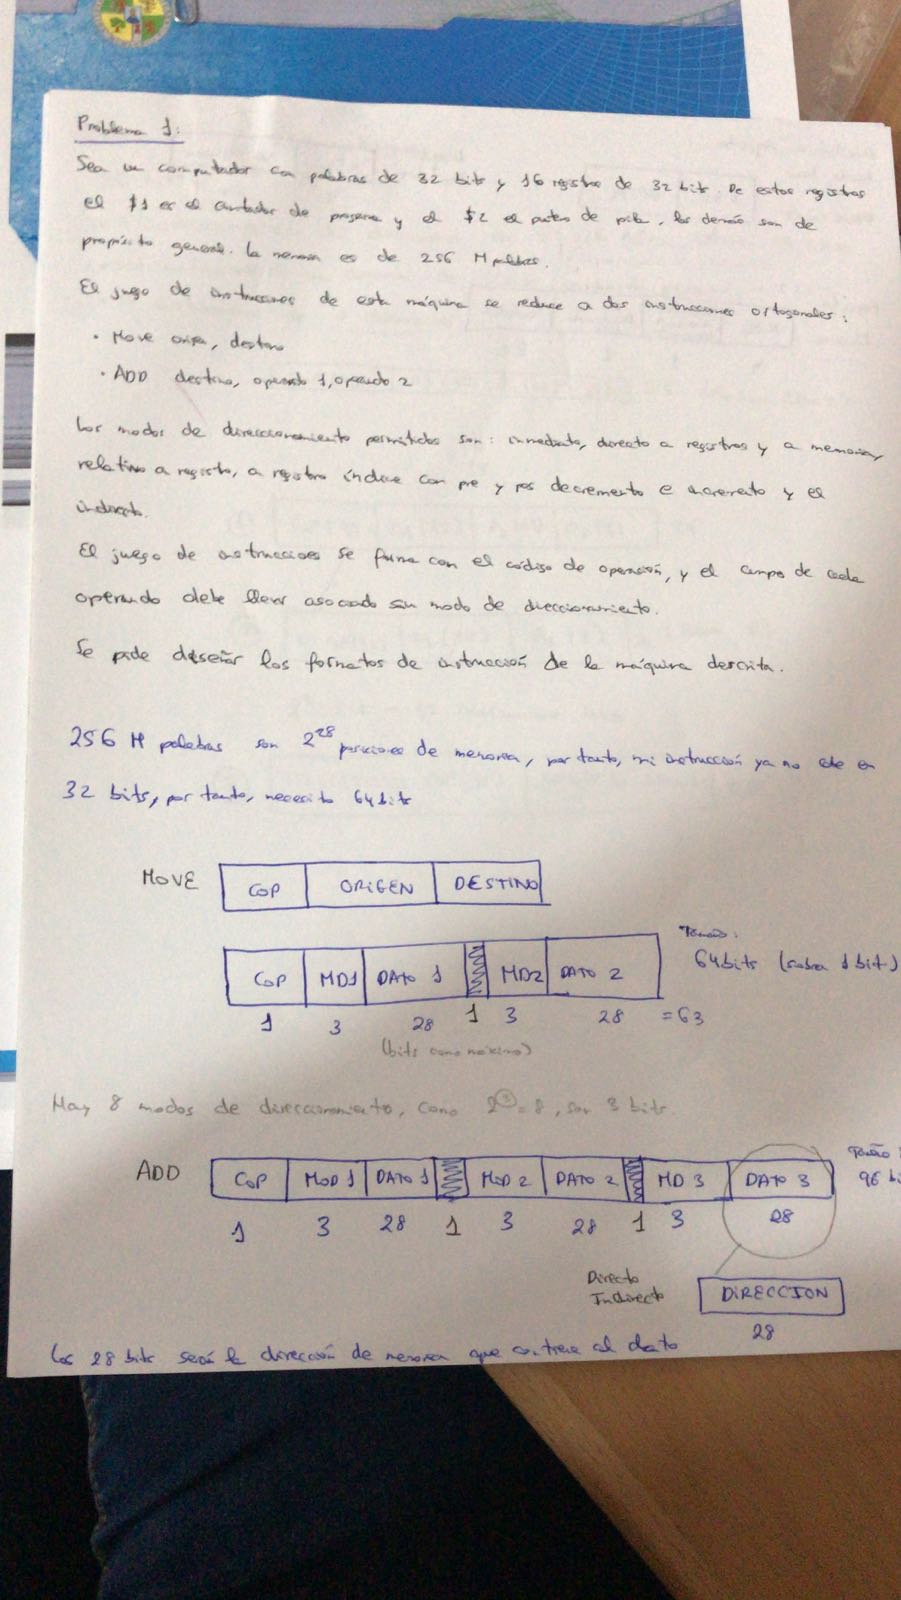 Problema 1:
Sea un computador con palabras de 32 bits y 16 registros de 32 bits. De estos registros
el $1 es el contador de programa y el $2 el puntero de pila, los demás son de
propósito general. La memoria es de 256 M palabras.
El juego de instrucciones de esta máquina se reduce a dos instrucciones ortogonales:
• Move origen, destino
• ADD destino, operando 1, operando 2
Los modos de direccionamiento permitidos son: inmediato, directo a registros y a memoria,
relativo a registro, a registro índice con pre y pos decremento e incremento y el
indirecto.
El juego de instrucciones se forma con el código de operación, y el campo de cada
operando debe llevar asociado su modo de direccionamiento.
Se pide diseñar los formatos de instrucción de la máquina descrita.
256 M palabras son 2^28 posiciones de memoria, por tanto, mi instrucción ya no cabe en
32 bits, por tanto, necesito 64 bits
MOVE COP ORIGEN DESTINO
Tamaño:
64 bits (sobra 1 bit)
COP MD1 DATO 1 MD2 DATO 2
1 3 28 1 3 28 = 63
(bits como máximo)
Hay 8 modos de direccionamiento, como 2^3 = 8, son 3 bits.
Tamaño:
ADD COP MOD 1 DATO 1 MOD 2 DATO 2 MD 3 DATO 3 96
1 3 28 1 3 28 1 3 28
Directo
Indirecto
DIRECCION
28
Los 28 bits serán la dirección de memoria que contiene al dato